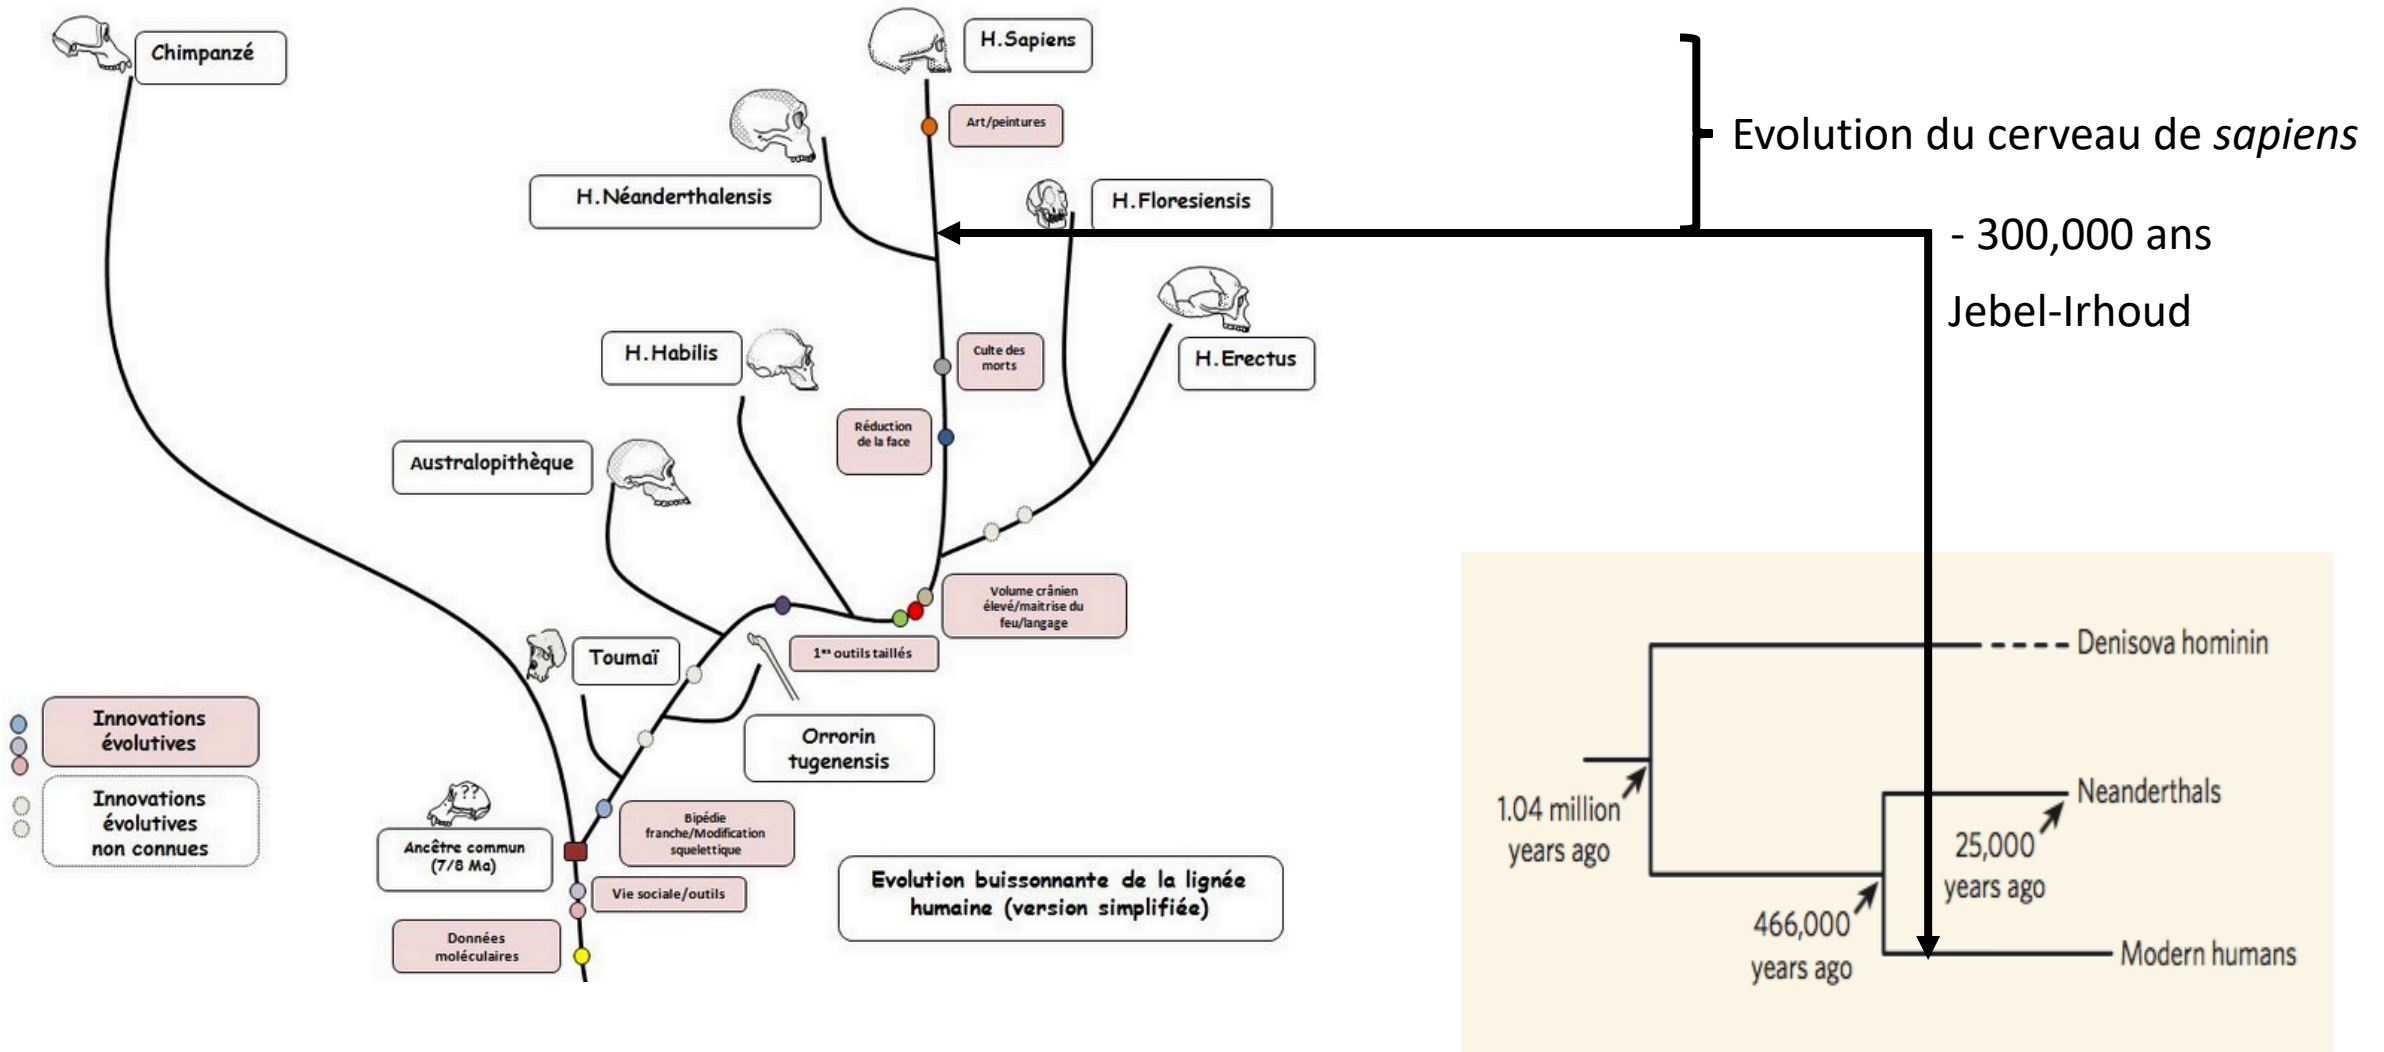 Chimpanzé
H.Sapiens
Art/peintures
Evolution du cerveau de sapiens
H.Néanderthalensis
H.Floresiensis
- 300,000 ans
Jebel-Irhoud
H.Habilis
Culte des
morts
H.Erectus
Réduction
de la face
Australopithèque
Volume crânien
élevé/maitrise du
feu/langage
1ers outils taillés
Toumaï
Orrorin
tugenensis
Innovations
évolutives
Innovations
évolutives
non connues
??
Ancêtre commun
(7/8 Ma)
Bipédie
franche/Modification
squelettique
Vie sociale/outils
Données
moléculaires
Evolution buissonnante de la lignée
humaine (version simplifiée)
Denisova hominin
1.04 million
years ago
Neanderthals
25,000
years ago
466,000
years ago
Modern humans